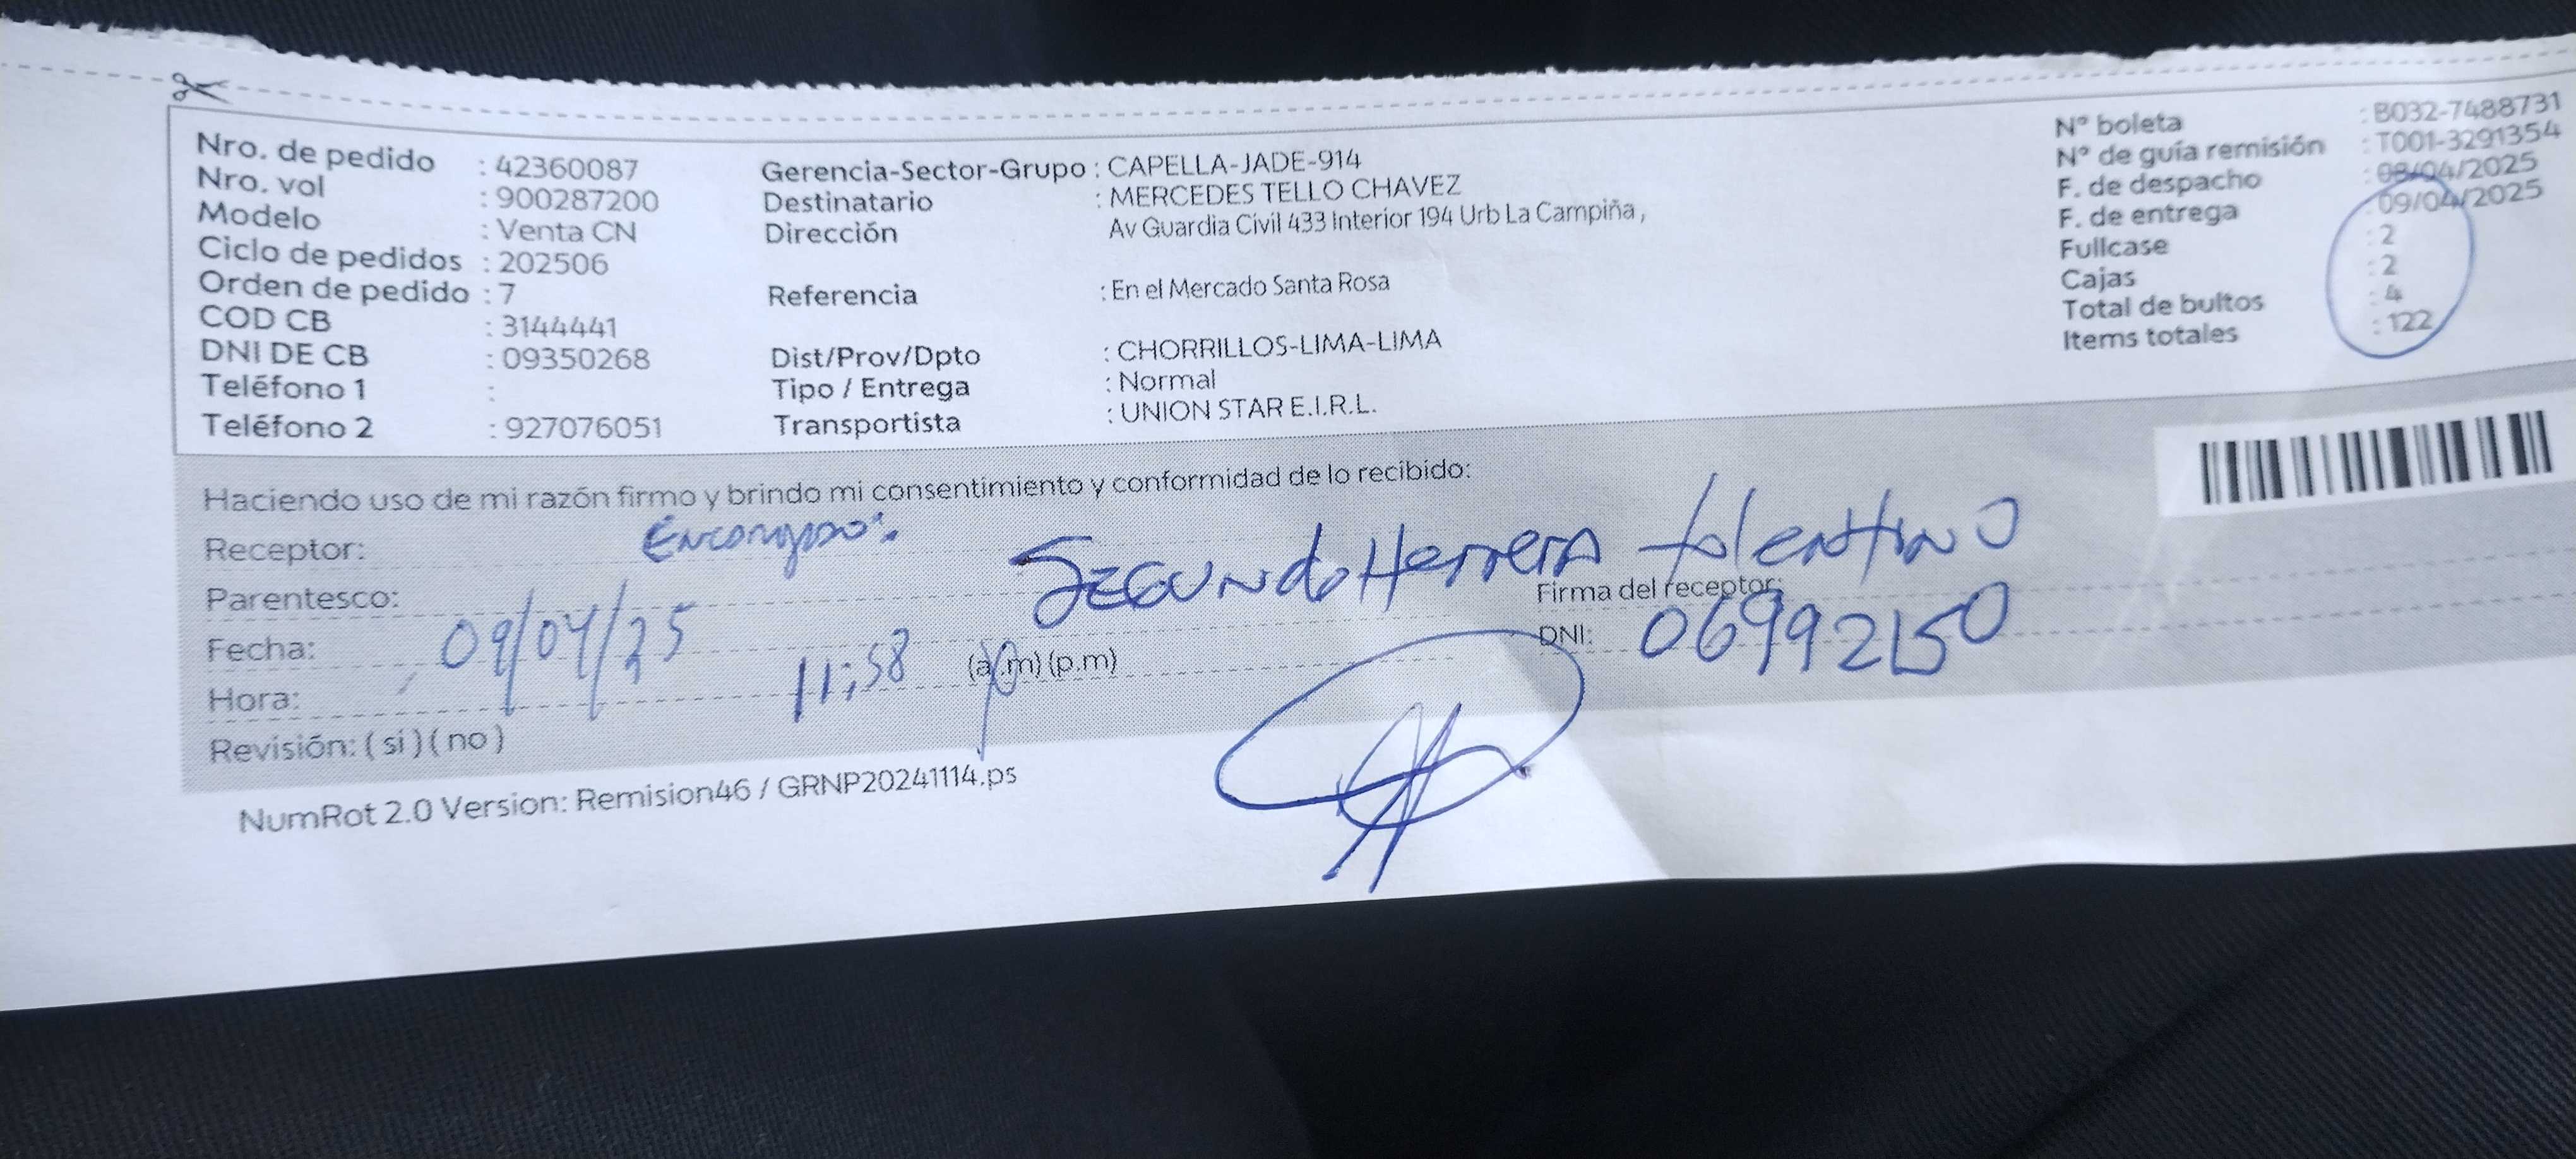 Nro. de pedido : 42360087
Nro. vol : 900287200
Modelo : Venta CN
Ciclo de pedidos : 202506
Orden de pedido : 7
COD CB : 3144441
DNI DE CB : 09350268
Teléfono 1 :
Teléfono 2 : 927076051
Gerencia-Sector-Grupo : CAPELLA-JADE-914
Destinatario : MERCEDES TELLO CHAVEZ
Dirección Av Guardia Civil 433 Interior 194 Urb La Campiña ,
Referencia : En el Mercado Santa Rosa
Dist/Prov/Dpto : CHORRILLOS-LIMA-LIMA
Tipo / Entrega : Normal
Transportista : UNION STAR E.I.R.L.
N° boleta : B032-7488731
N° de guía remisión : T001-3291354
F. de despacho : 08/04/2025
F. de entrega : 09/04/2025
Fullcase : 2
Cajas : 2
Total de bultos : 4
Items totales : 122
Haciendo uso de mi razón firmo y brindo mi consentimiento y conformidad de lo recibido:
Receptor: Encargado: Segundo Herrera tolentino
Parentesco: Firma del receptor:
Fecha: 09/04/25 DNI: 06992150
Hora: 11:58 (a.m) (p.m)
Revisión: ( si ) ( no )
NumRot 2.0 Version: Remision46 / GRNP20241114.ps